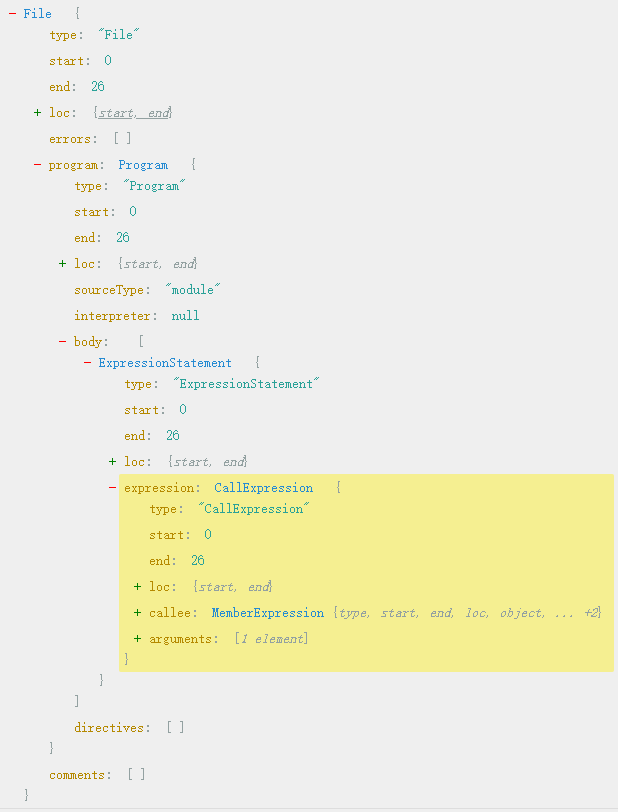 − File {
type: "File"
start: 0
end: 26
+ loc: {start, end}
errors: [ ]
− program: Program {
type: "Program"
start: 0
end: 26
+ loc: {start, end}
sourceType: "module"
interpreter: null
− body: [
− ExpressionStatement {
type: "ExpressionStatement"
start: 0
end: 26
+ loc: {start, end}
− expression: CallExpression {
type: "CallExpression"
start: 0
end: 26
+ loc: {start, end}
+ callee: MemberExpression {type, start, end, loc, object, ... +2}
+ arguments: [1 element]
}
}
]
directives: [ ]
}
comments: [ ]
}